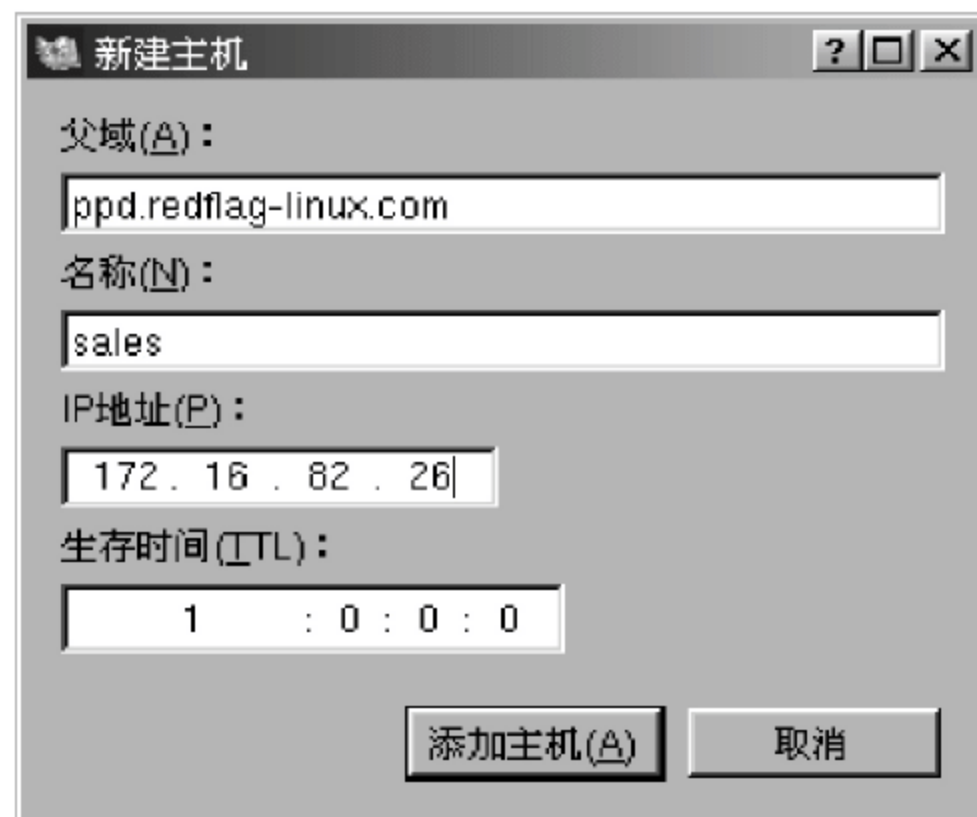 新建主机
父域(A)：
ppd.redflag-linux.com
名称(N)：
sales
IP地址(P)：
172. 16 . 82 . 26
生存时间(TTL)：
1 : 0 : 0 : 0
添加主机(A) 取消